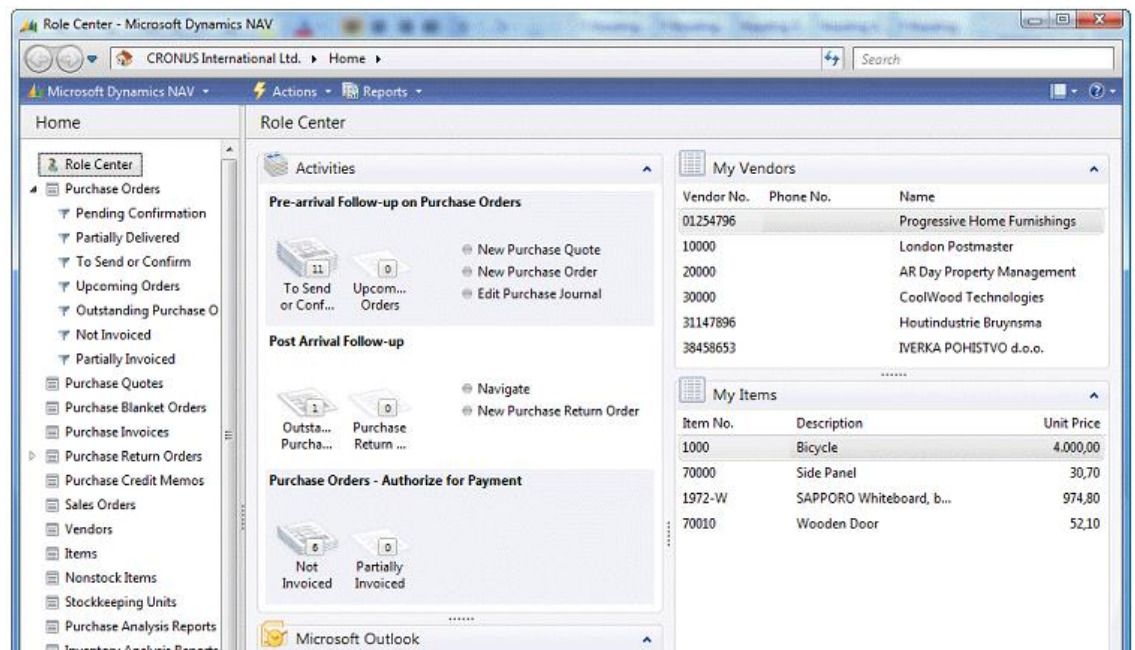 Role Center - Microsoft Dynamics NAV
CRONUS International Ltd. Home
Search
Microsoft Dynamics NAV
Actions Reports
Home
Role Center
Purchase Orders
Pending Confirmation
Partially Delivered
To Send or Confirm
Upcoming Orders
Outstanding Purchase O
Not Invoiced
Partially Invoiced
Purchase Quotes
Purchase Blanket Orders
Purchase Invoices
Purchase Return Orders
Purchase Credit Memos
Sales Orders
Vendors
Items
Nonstock Items
Stockkeeping Units
Purchase Analysis Reports
Inventory Analysis Reports
Role Center
Activities
Pre-arrival Follow-up on Purchase Orders
11
To Send
or Conf...
0
Upcom...
Orders
New Purchase Quote
New Purchase Order
Edit Purchase Journal
Post Arrival Follow-up
1
Outsta...
Purcha...
0
Purchase
Return ...
Navigate
New Purchase Return Order
Purchase Orders - Authorize for Payment
6
Not
Invoiced
0
Partially
Invoiced
Microsoft Outlook
My Vendors
Vendor No. Phone No. Name
01254796 Progressive Home Furnishings
10000 London Postmaster
20000 AR Day Property Management
30000 CoolWood Technologies
31147896 Houtindustrie Bruynsma
38458653 IVERKA POHISTVO d.o.o.
My Items
Item No. Description Unit Price
1000 Bicycle 4.000,00
70000 Side Panel 30,70
1972-W SAPPORO Whiteboard, b... 974,80
70010 Wooden Door 52,10